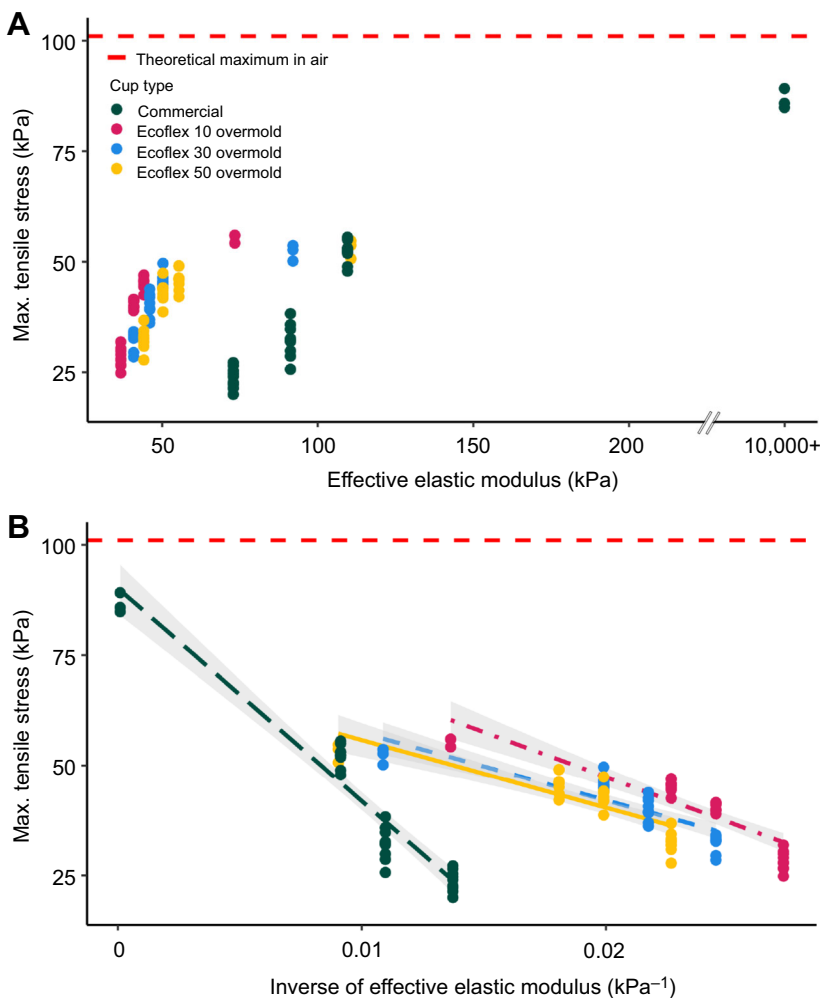 A
100
75
50
25
Max. tensile stress (kPa)
Theoretical maximum in air
Cup type
Commercial
Ecoflex 10 overmold
Ecoflex 30 overmold
Ecoflex 50 overmold
50
100
150
200
10,000+
Effective elastic modulus (kPa)
B
100
75
50
25
Max. tensile stress (kPa)
0
0.01
0.02
Inverse of effective elastic modulus (kPa⁻¹)